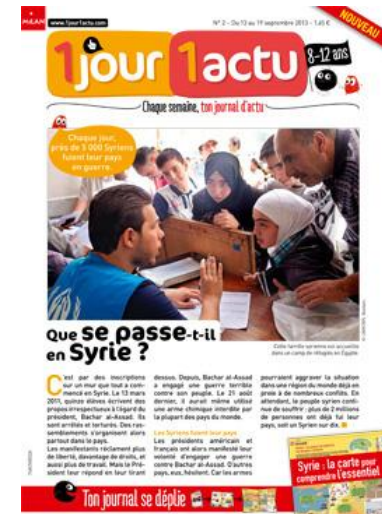 MiLAN
www.1jour1actu.com
N° 2 - Du 13 au 19 septembre 2013 - 1,65 €
NOUVEAU
1jour1actu
8-12 ans
Chaque semaine, ton journal d'actu
Chaque jour,
près de 5 000 Syriens
fuient leur pays
en guerre.
Cette famille syrienne est accueillie
dans un camp de réfugiés en Égypte.
Que se passe-t-il
en Syrie ?
C'est par des inscriptions
sur un mur que tout a com-
mencé en Syrie. Le 13 mars
2011, quinze élèves écrivent des
propos irrespectueux à l'égard du
président, Bachar al-Assad. Ils
sont arrêtés et torturés. Des ras-
semblements s'organisent alors
partout dans le pays.
Les manifestants réclament plus
de liberté, davantage de droits, et
aussi plus de travail. Mais le Pré-
sident leur répond en leur tirant
dessus. Depuis, Bachar al-Assad
a engagé une guerre terrible
contre son peuple. Le 21 août
dernier, il aurait même utilisé
une arme chimique interdite par
la plupart des pays du monde.
Les Syriens fuient leur pays
Les présidents américain et
français ont alors manifesté leur
volonté d'engager une guerre
contre Bachar al-Assad. D'autres
pays, eux, hésitent. Car les armes
pourraient aggraver la situation
dans une région du monde déjà en
proie à de nombreux conflits. En
attendant, le peuple syrien conti-
nue de souffrir : plus de 2 millions
de personnes ont déjà fui leur
pays, soit un Syrien sur dix.
Syrie : la carte pour
comprendre l'essentiel
Ton journal se déplie